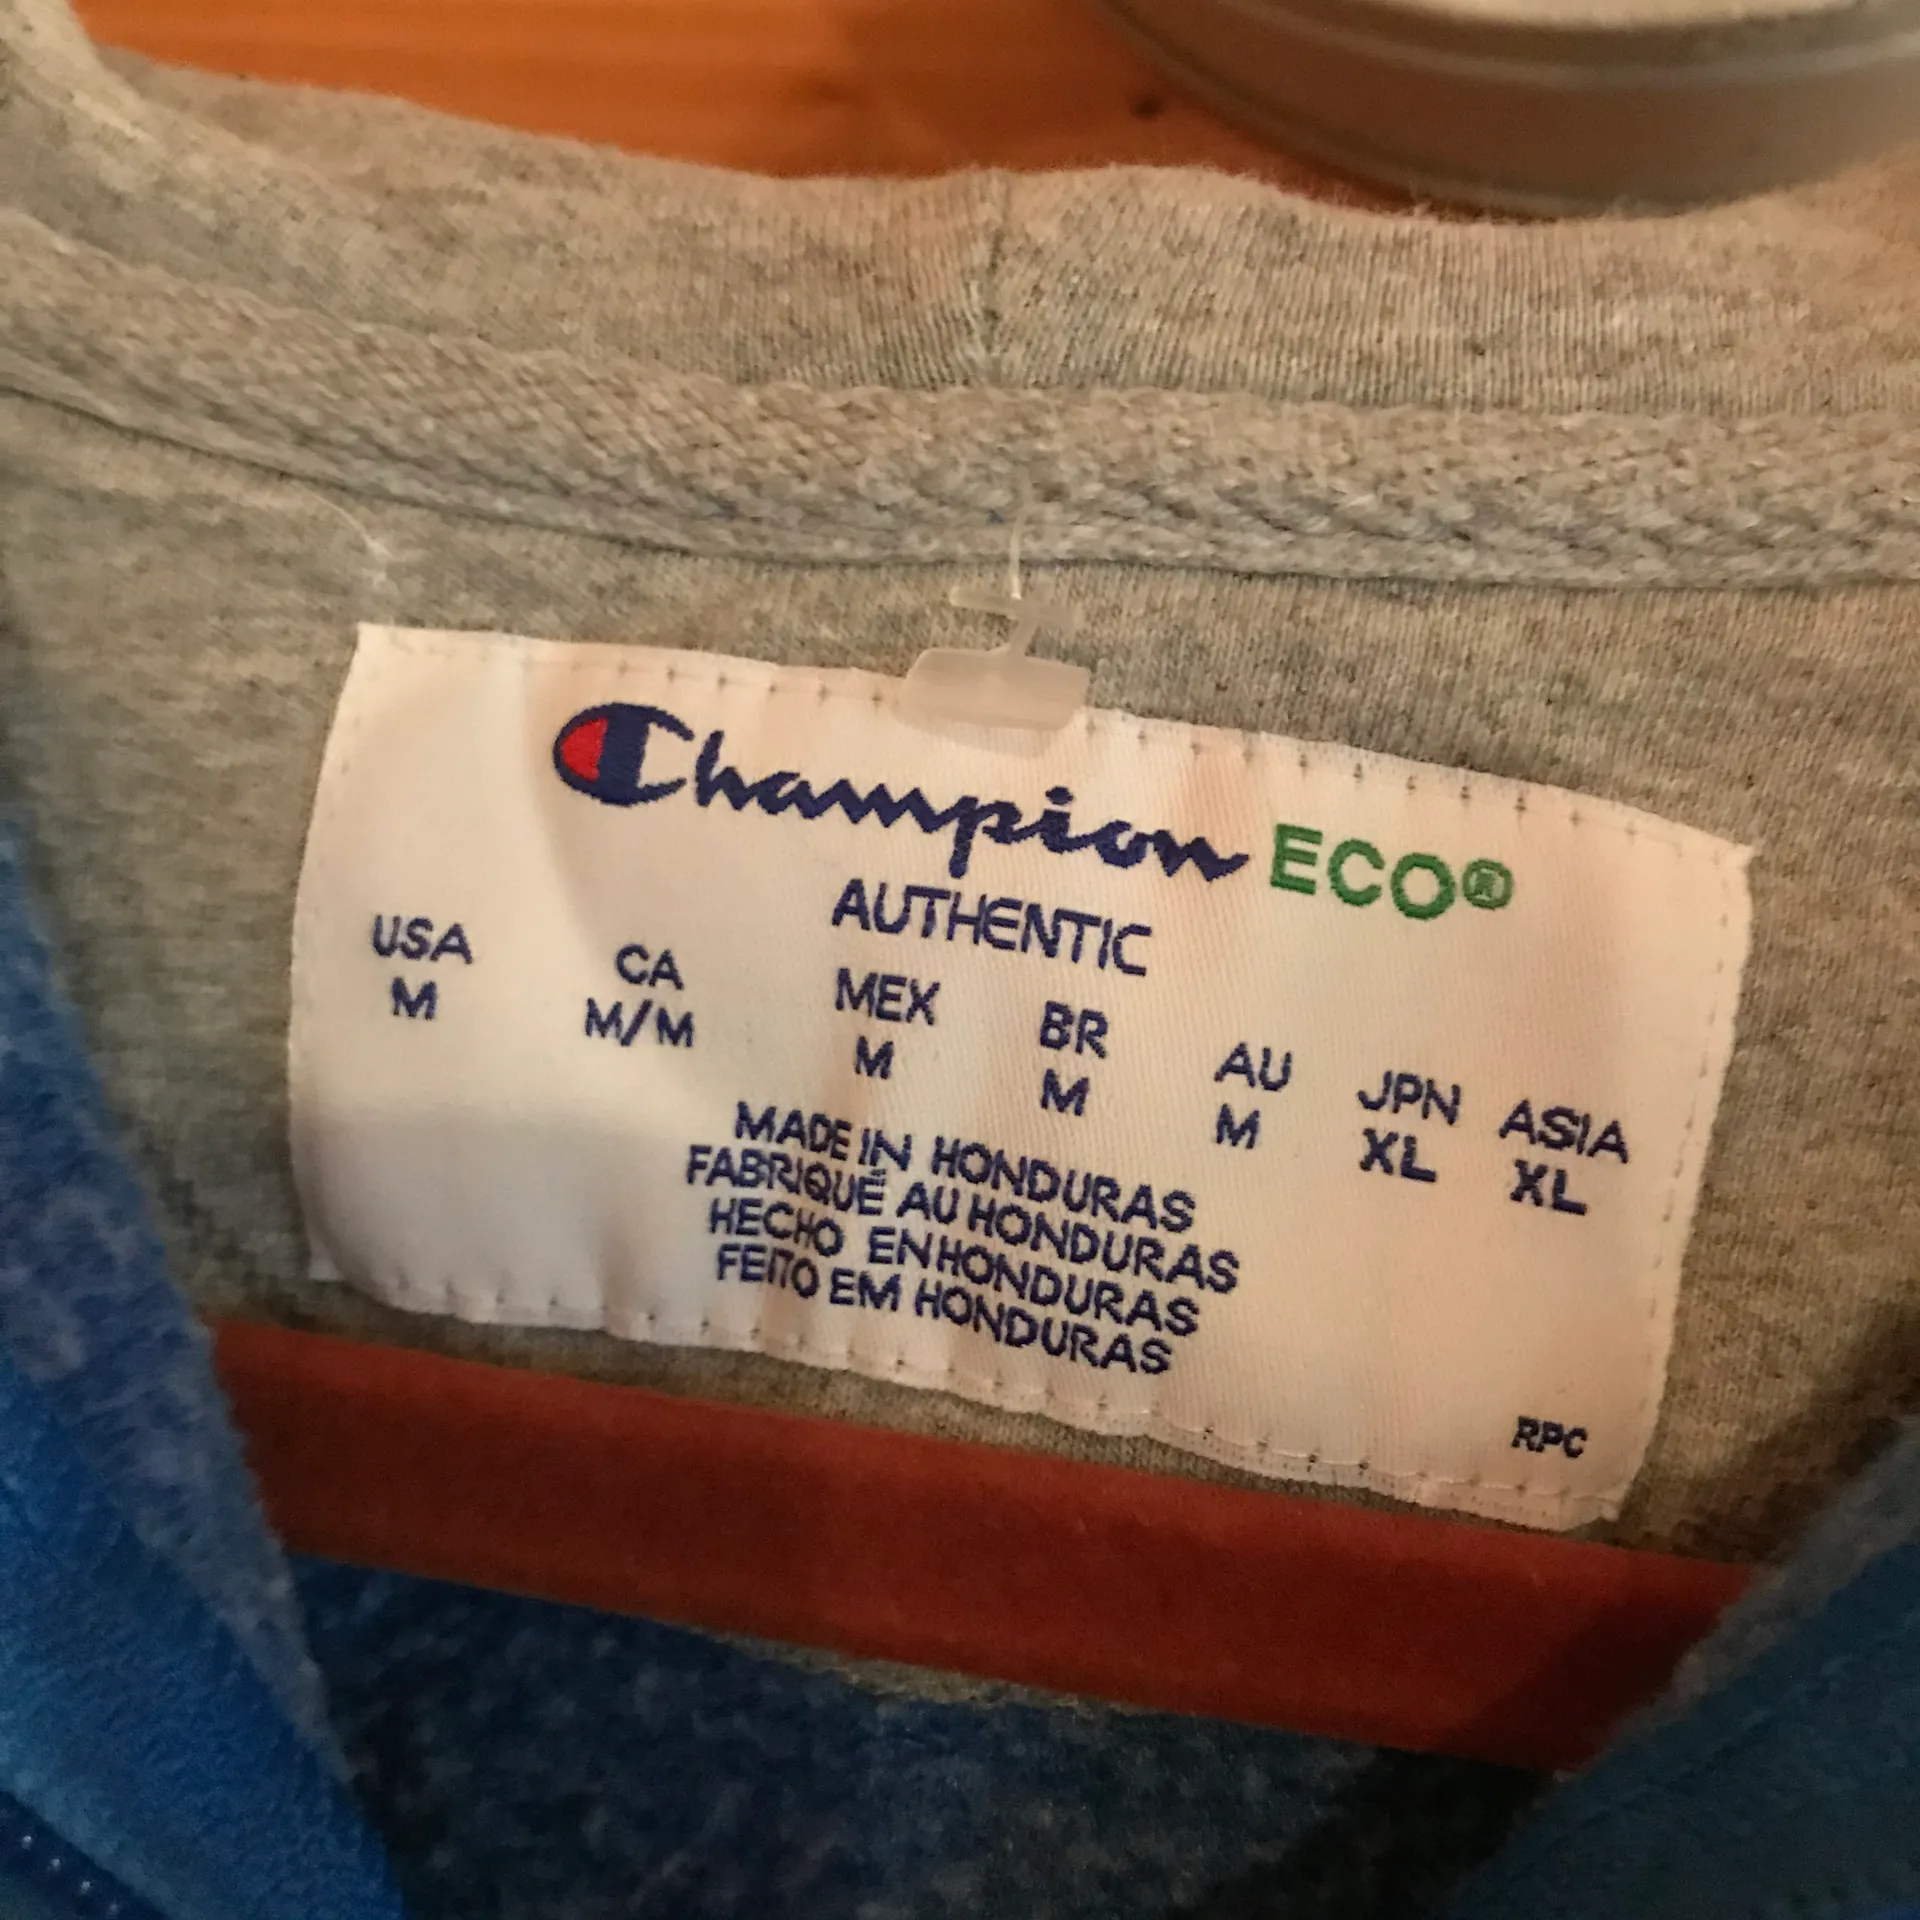 Champion ECO®
AUTHENTIC
USA CA MEX BR AU JPN ASIA
M M/M M M M XL XL
MADE IN HONDURAS
FABRIQUÉ AU HONDURAS
HECHO EN HONDURAS
FEITO EM HONDURAS
RPC